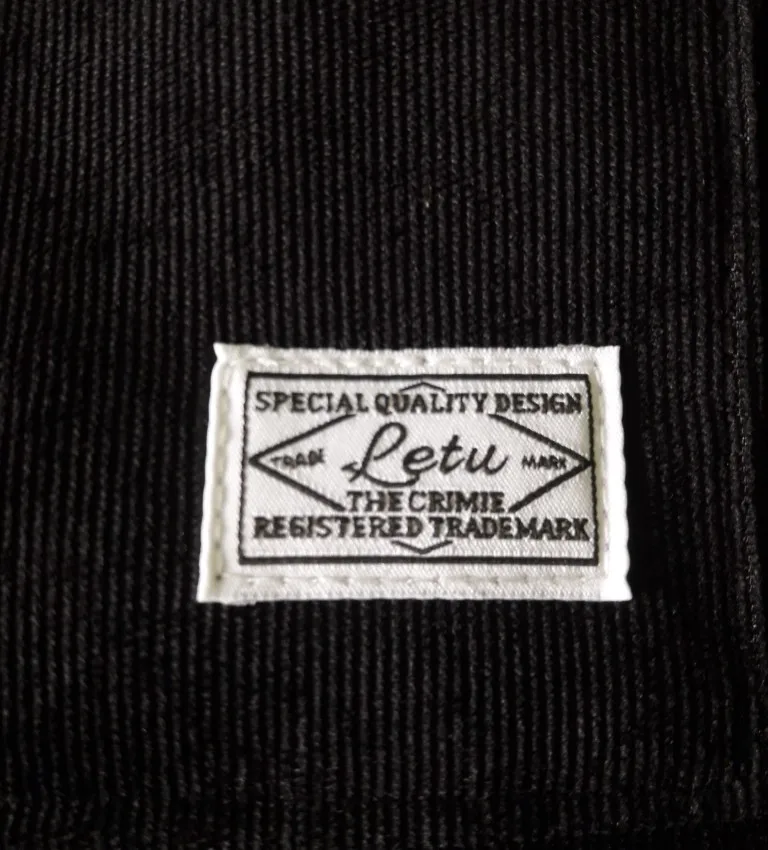 SPECIAL QUALITY DESIGN
TRADE Letu MARK
THE CRIMIE
REGISTERED TRADEMARK